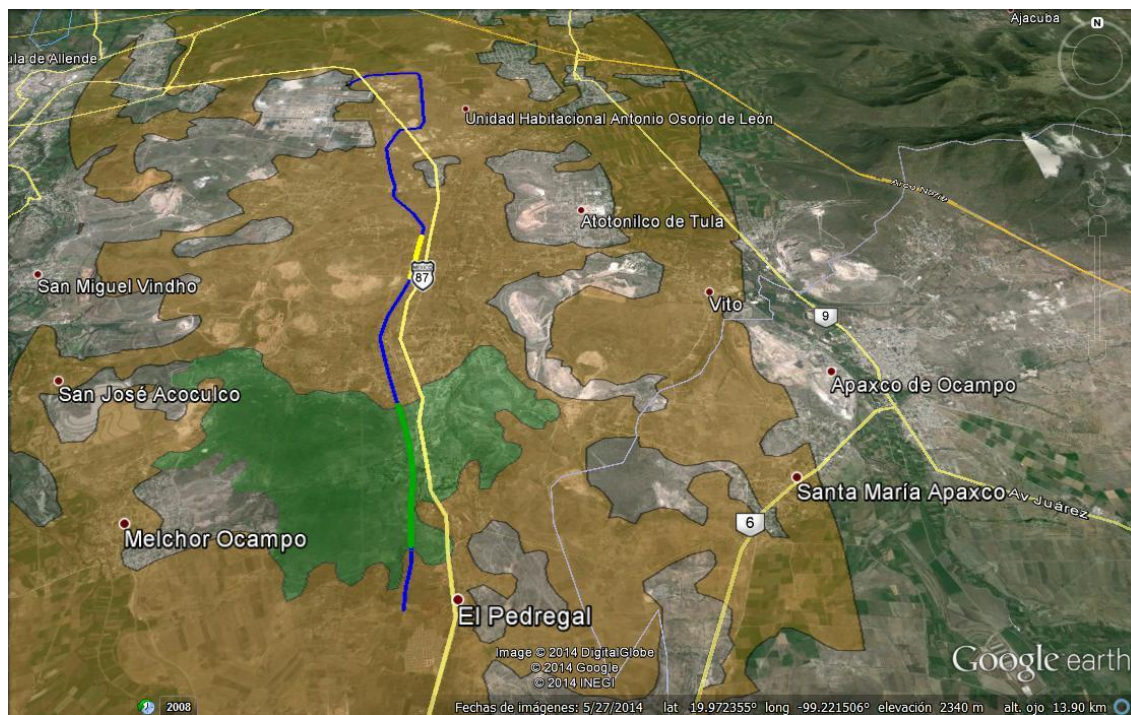 Ajacuba
N
ula de Allende
Unidad Habitacional Antonio Osorio de León
Arco Norte
Atotonilco de Tula
San Miguel Vindho
87
Vito
9
San José Acoculco
Apaxco de Ocampo
Santa María Apaxco
Av Juárez
6
Melchor Ocampo
El Pedregal
Image © 2014 DigitalGlobe
© 2014 Google
© 2014 INEGI
Google earth
2008
Fechas de imágenes: 5/27/2014 lat 19.972355° long -99.221506° elevación 2340 m alt. ojo 13.90 km